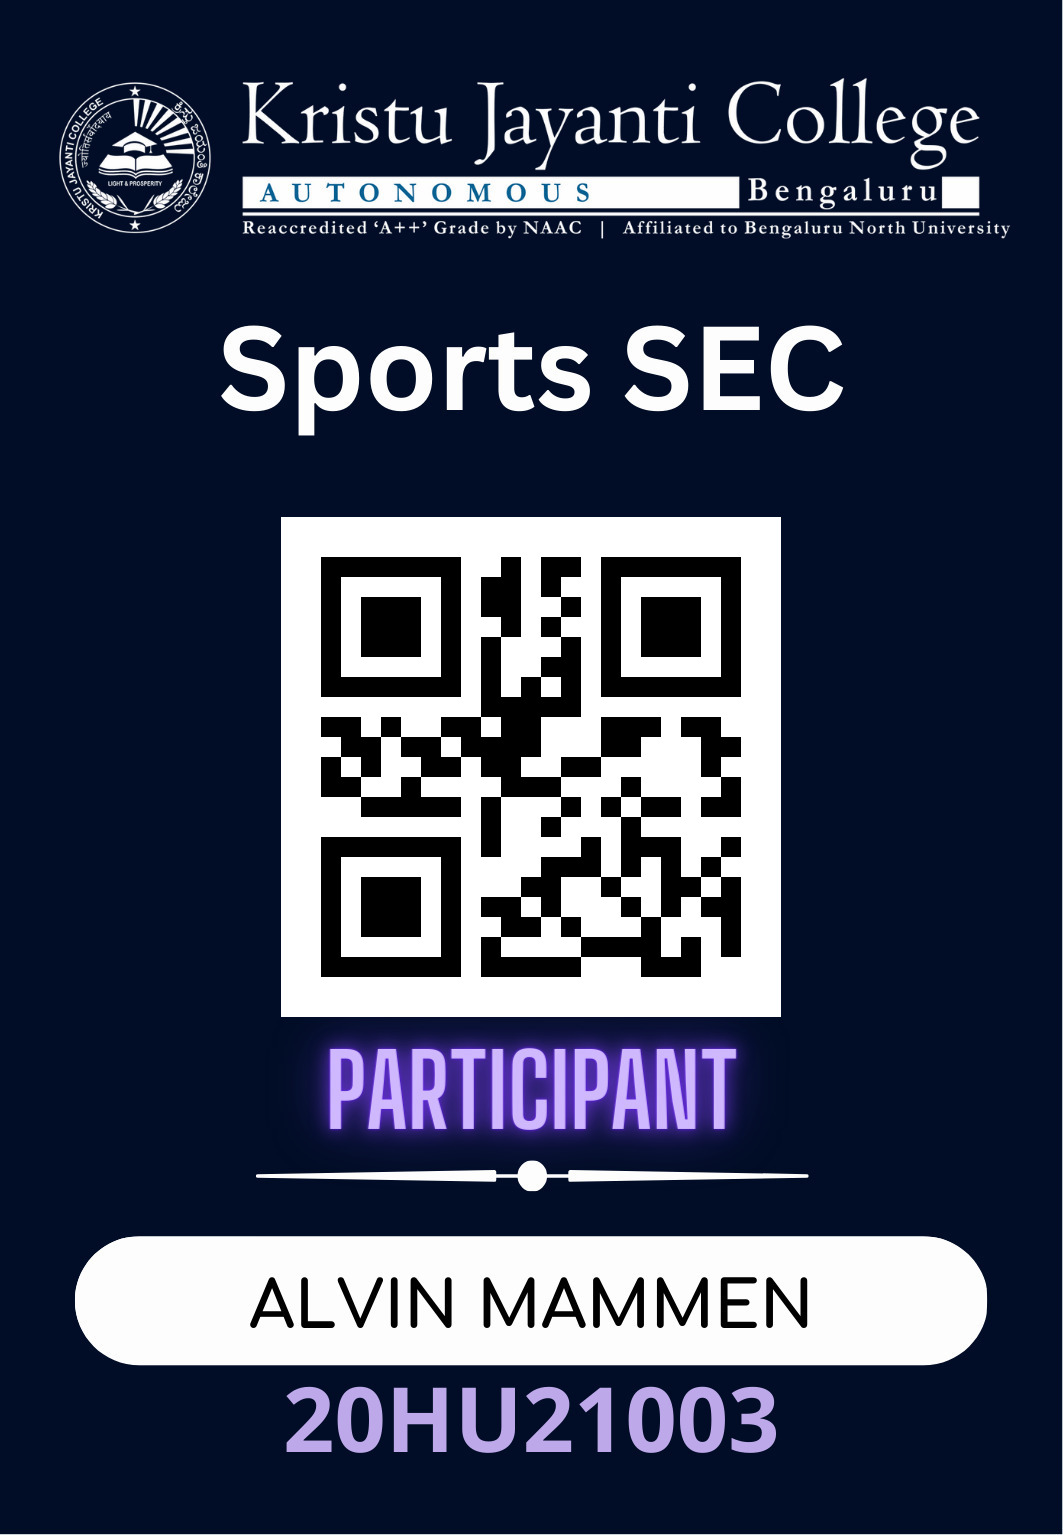 KRISTU JAYANTI COLLEGE
LIGHT & PROSPERITY
Kristu Jayanti College
AUTONOMOUS Bengaluru
Reaccredited ‘A++’ Grade by NAAC | Affiliated to Bengaluru North University
Sports SEC
PARTICIPANT
ALVIN MAMMEN
20HU21003